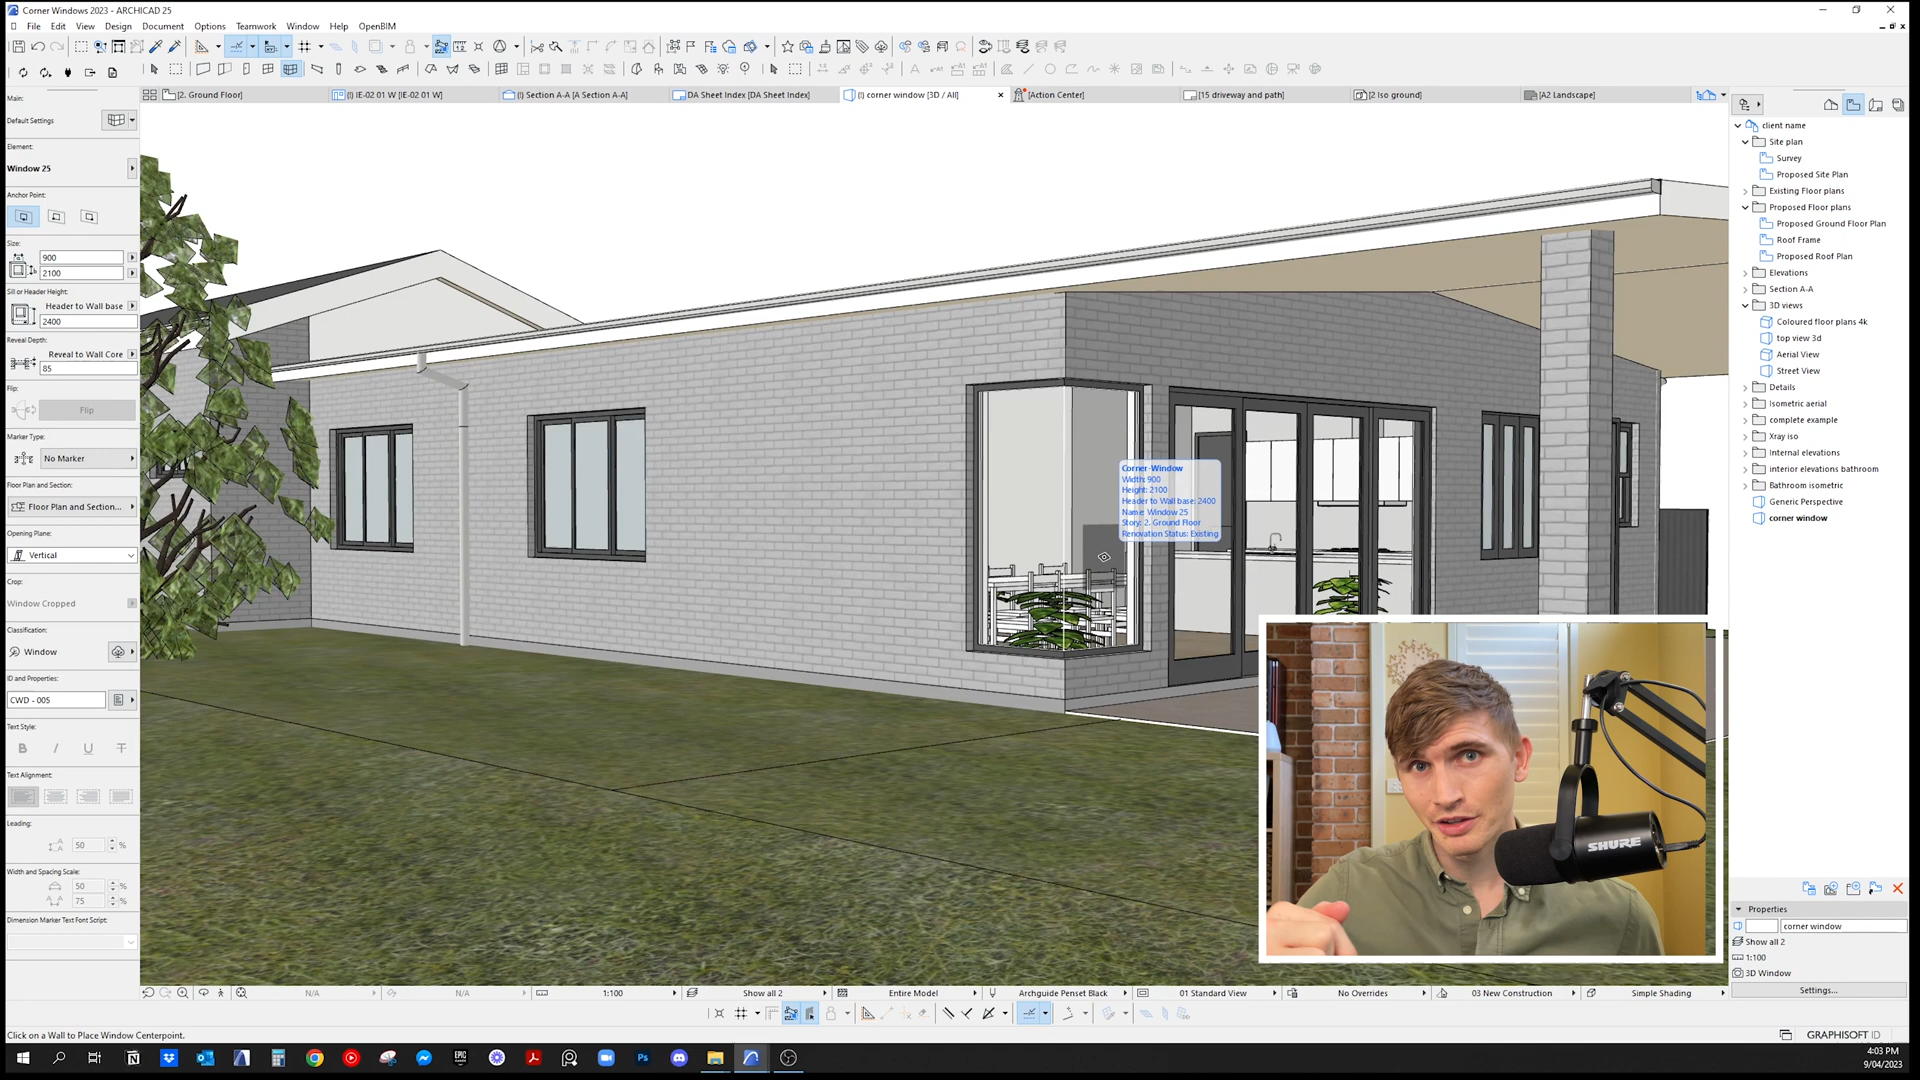 Corner Windows 2023 - ARCHICAD 25
File Edit View Design Document Options Teamwork Window Help OpenBIM
[2. Ground Floor]
(!) IE-02 01 W [IE-02 01 W]
(!) Section A-A [A Section A-A]
DA Sheet Index [DA Sheet Index]
(!) corner window [3D / All]
[Action Center]
[15 driveway and path]
[2 Iso ground]
[A2 Landscape]
Main:
Default Settings
Element:
Window 25
Anchor Point:
Size:
900
2100
Sill or Header Height:
Header to Wall base
2400
Reveal Depth:
Reveal to Wall Core
85
Flip:
Flip
Marker Type:
No Marker
Floor Plan and Section:
Floor Plan and Section...
Opening Plane:
Vertical
Crop:
Window Cropped
Classification:
Window
ID and Properties:
CWD - 005
Text Style:
B I U T
Text Alignment:
Leading:
50 %
Width and Spacing Scale:
50 %
75 %
Dimension Marker Text Font Script:
Corner-Window
Width: 900
Height: 2100
Header to Wall base: 2400
Name: Window 25
Story: 2. Ground Floor
Renovation Status: Existing
SHURE
client name
Site plan
Survey
Proposed Site Plan
Existing Floor plans
Proposed Floor plans
Proposed Ground Floor Plan
Roof Frame
Proposed Roof Plan
Elevations
Section A-A
3D views
Coloured floor plans 4k
top view 3d
Aerial View
Street View
Details
Isometric aerial
complete example
Xray iso
Internal elevations
interior elevations bathroom
Bathroom isometric
Generic Perspective
corner window
Properties
corner window
Show all 2
1:100
3D Window
Settings...
N/A
N/A
1:100
Show all 2
Entire Model
Archguide Penset Black
01 Standard View
No Overrides
03 New Construction
Simple Shading
Click on a Wall to Place Window Centerpoint.
GRAPHISOFT ID
EPIC
Ps
4:03 PM
9/04/2023